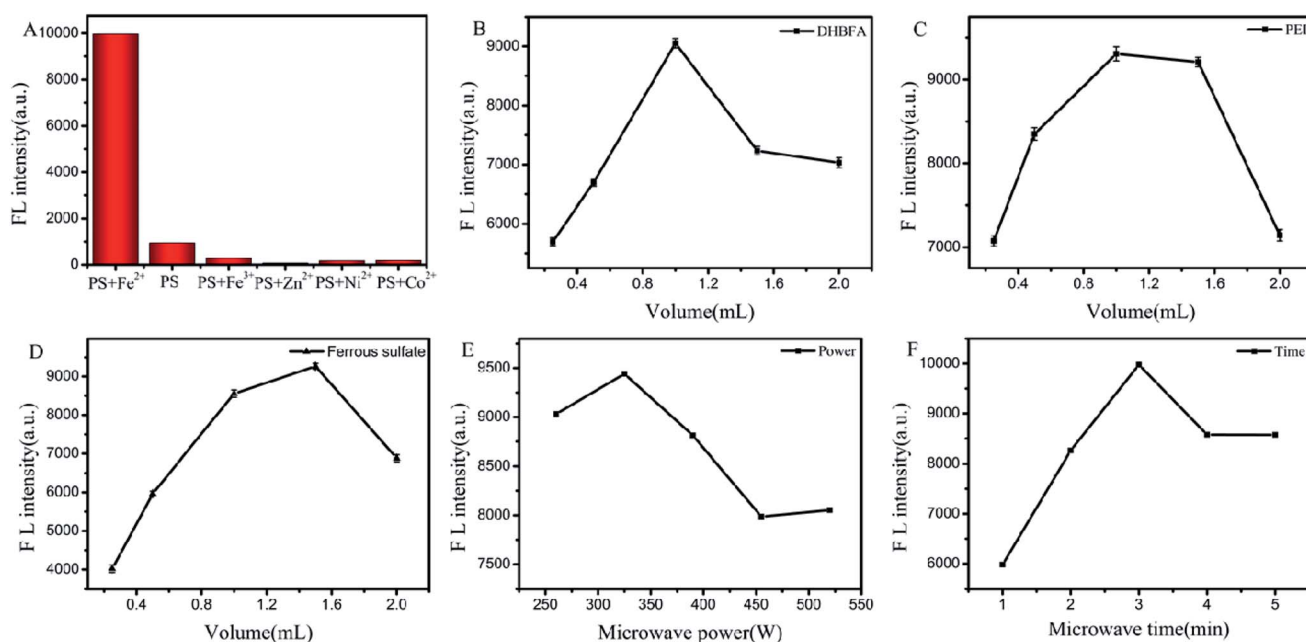 A
10000
8000
6000
4000
2000
0
FL intensity(a.u.)
PS+Fe²⁺ PS PS+Fe³⁺ PS+Zn²⁺ PS+Ni²⁺ PS+Co²⁺
B
DHBFA
9000
8000
7000
6000
F L intensity(a.u.)
0.4 0.8 1.2 1.6 2.0
Volume(mL)
C
PEI
9000
8000
7000
F L intensity(a.u.)
0.4 0.8 1.2 1.6 2.0
Volume(mL)
D
Ferrous sulfate
9000
8000
7000
6000
5000
4000
F L intensity(a.u.)
0.4 0.8 1.2 1.6 2.0
Volume(mL)
E
Power
9500
9000
8500
8000
7500
F L intensity(a.u.)
250 300 350 400 450 500 550
Microwave power(W)
F
Time
10000
9000
8000
7000
6000
F L intensity(a.u.)
1 2 3 4 5
Microwave time(min)